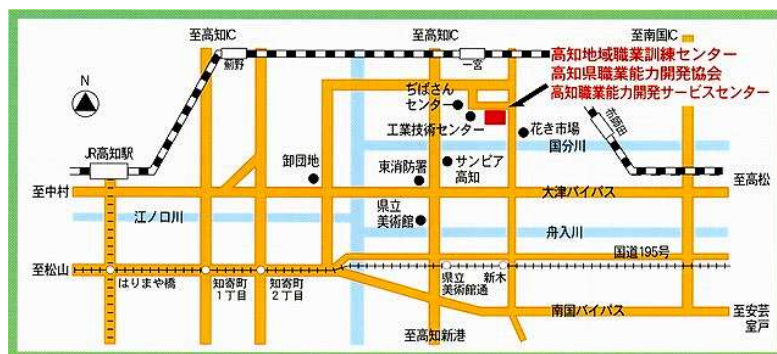 至高知IC
至高知IC
至南国IC
薊野
一宮
高知地域職業訓練センター
高知県職業能力開発協会
高知職業能力開発サービスセンター
N
ぢばさん
センター
工業技術センター
花き市場
布師田
国分川
JR高知駅
卸団地
東消防署
サンピア
高知
至高松
至中村
大津バイパス
江ノ口川
県立
美術館
舟入川
国道195号
至松山
はりまや橋
知寄町
1丁目
知寄町
2丁目
県立
美術館通
新木
南国バイパス
至安芸
室戸
至高知新港